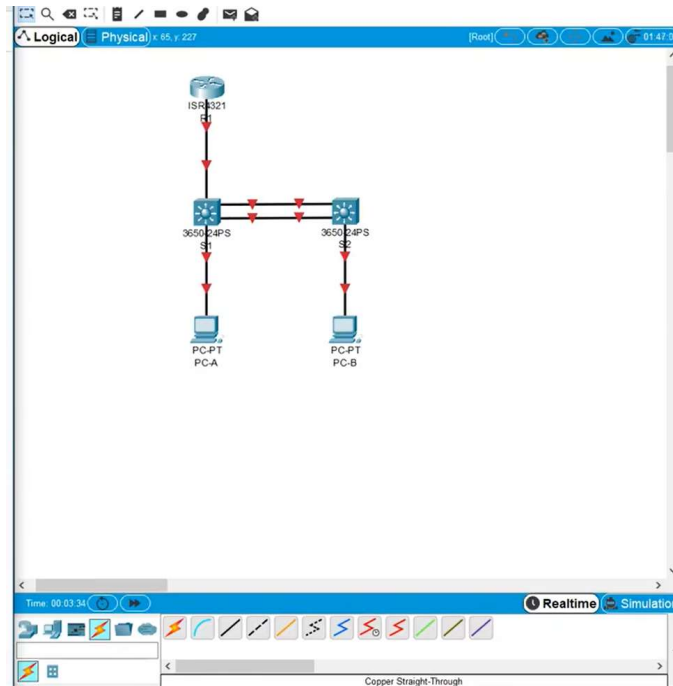 Logical
Physical
x: 65, y: 227
[Root]
01:47:0
ISR4321
R1
3650-24PS
S1
3650-24PS
S2
PC-PT
PC-A
PC-PT
PC-B
Time: 00:03:34
Realtime
Simulation
Copper Straight-Through